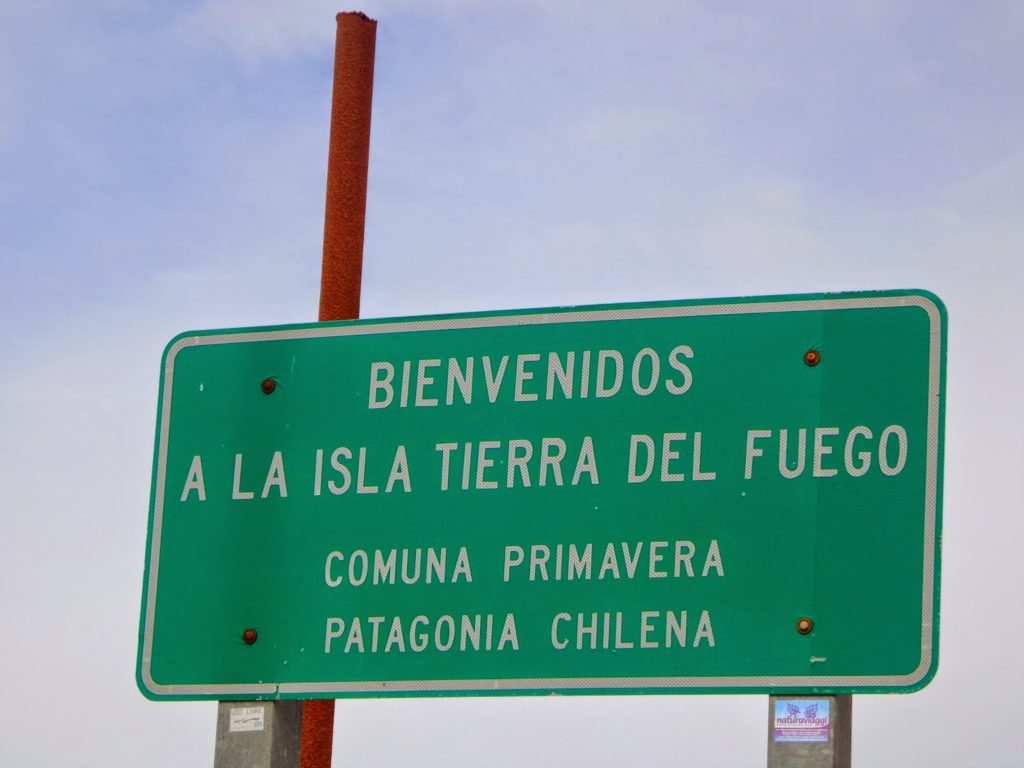 BIENVENIDOS
A LA ISLA TIERRA DEL FUEGO
COMUNA PRIMAVERA
PATAGONIA CHILENA
naturaviaggi